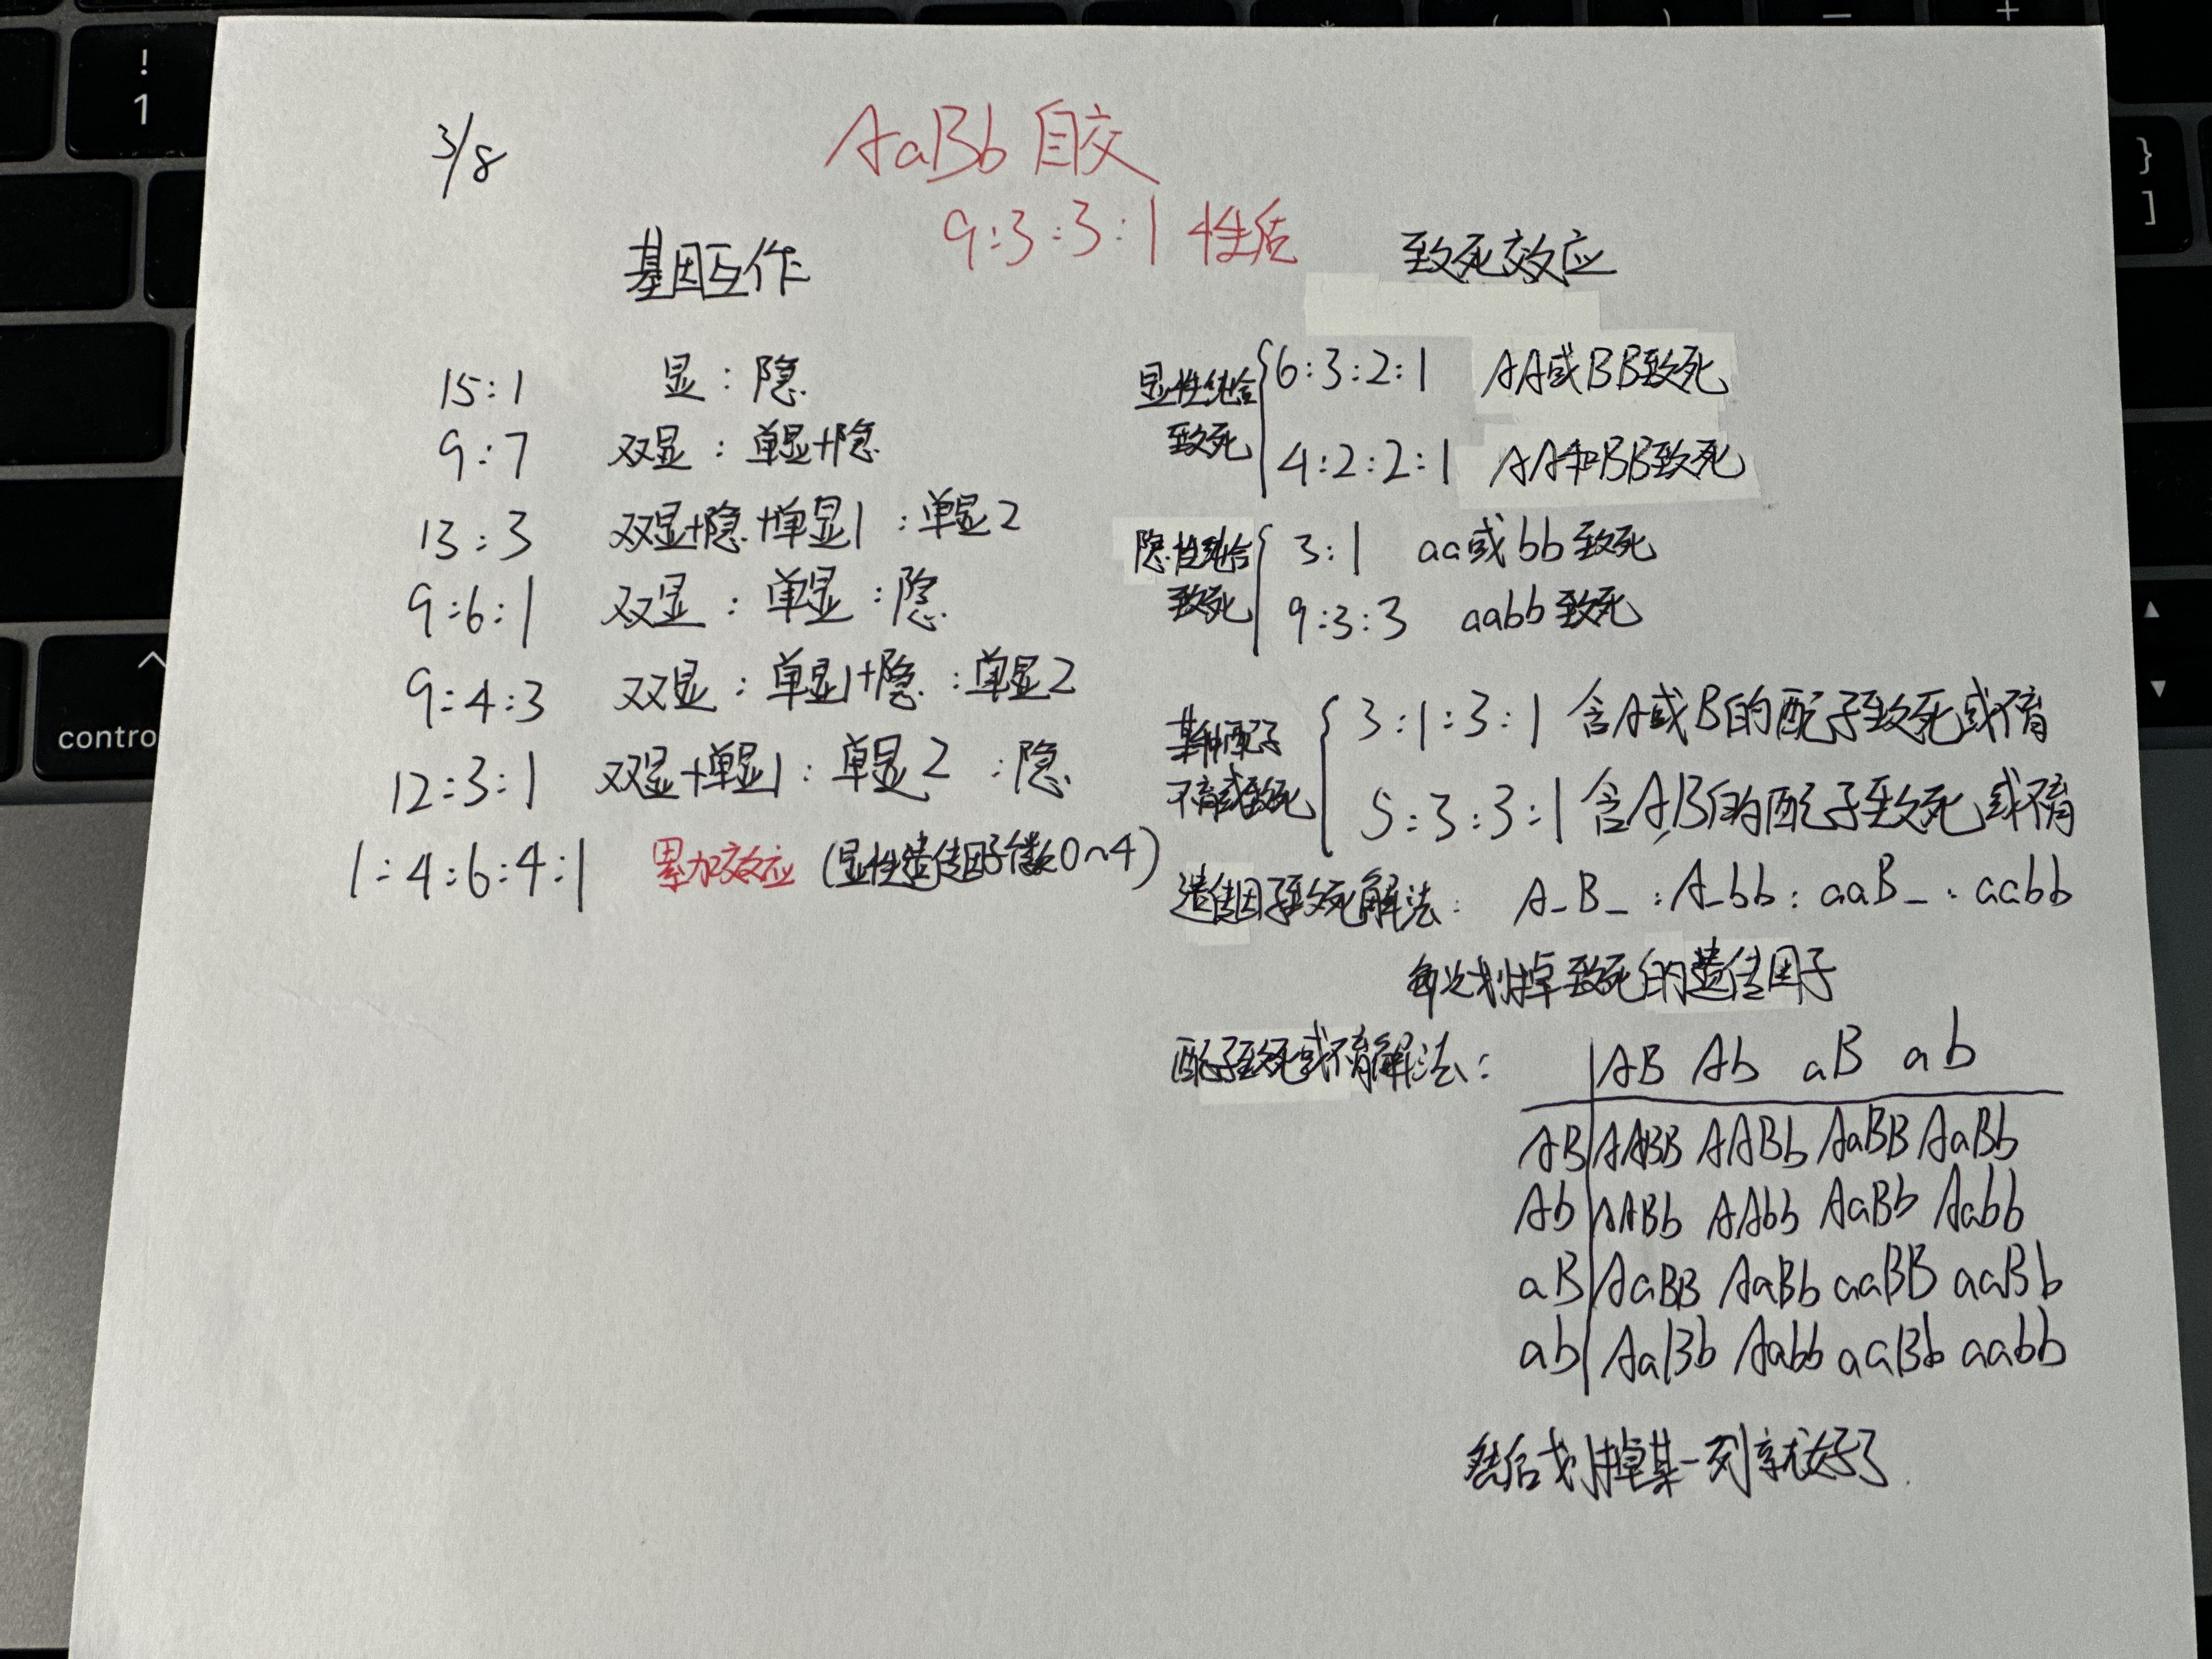 3/8
AaBb自交
9:3:3:1 性质
基因互作
15:1 显:隐
9:7 双显:单显+隐
13:3 双显+隐+单显1:单显2
9:6:1 双显:单显:隐
9:4:3 双显:单显1+隐:单显2
12:3:1 双显+单显1:单显2:隐
1:4:6:4:1 累加效应(显性遗传因子个数0~4)
致死效应
显性纯合致死
6:3:2:1 AA或BB致死
4:2:2:1 AA和BB致死
隐性纯合致死
3:1 aa或bb致死
9:3:3 aabb致死
某种配子
不育或致死
3:1:3:1 含A或B的配子致死或不育
5:3:3:1 含A,B的配子致死或不育
遗传因子致死解法: A_B_:A_bb:aaB_:aabb
每次划掉致死的遗传因子
配子致死或不育解法:
AB Ab aB ab
AB AABB AABb AaBB AaBb
Ab AABb AAbb AaBb Aabb
aB AaBB AaBb aaBB aaBb
ab AaBb Aabb aaBb aabb
然后划掉某一列就好了.
!
1
control
^
}
]
*
(
)
—
+
▲
▼